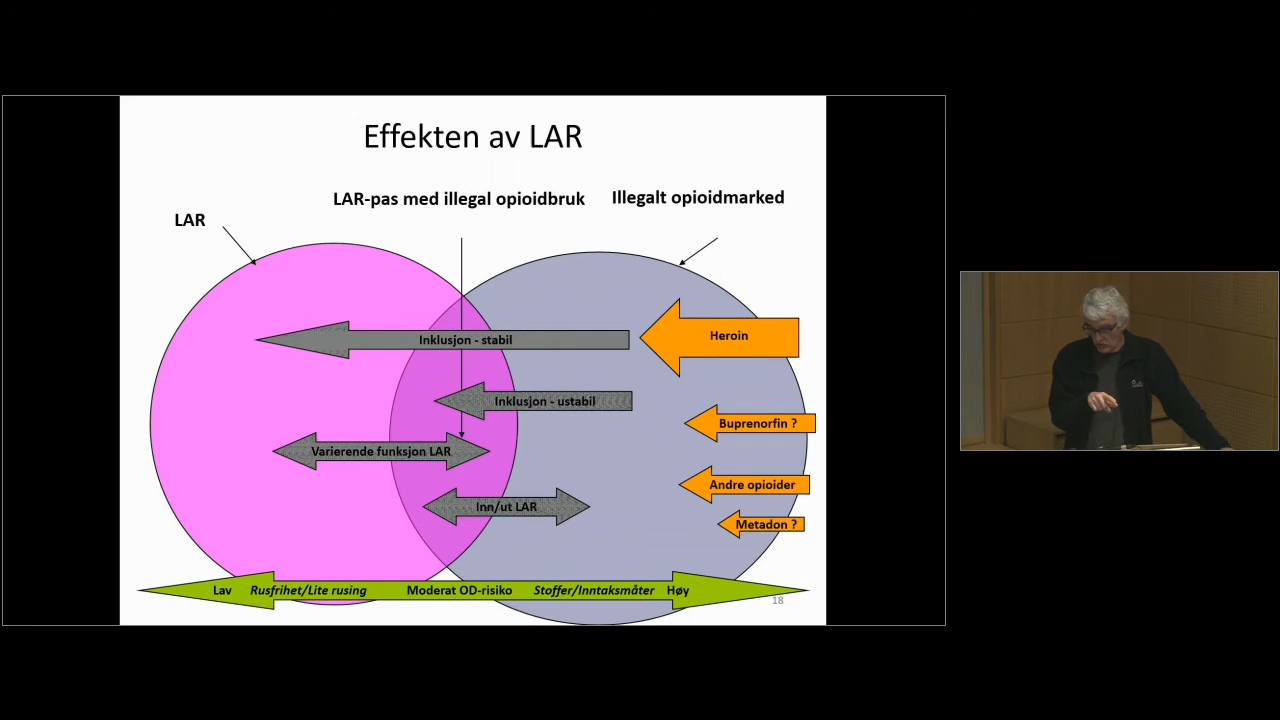 Effekten av LAR
LAR-pas med illegal opioidbruk
Illegalt opioidmarked
LAR
Heroin
Inklusjon - stabil
Inklusjon - ustabil
Buprenorfin ?
Varierende funksjon LAR
Andre opioider
Inn/ut LAR
Metadon ?
Lav Rusfrihet/Lite rusing Moderat OD-risiko Stoffer/Inntaksmåter Høy
18